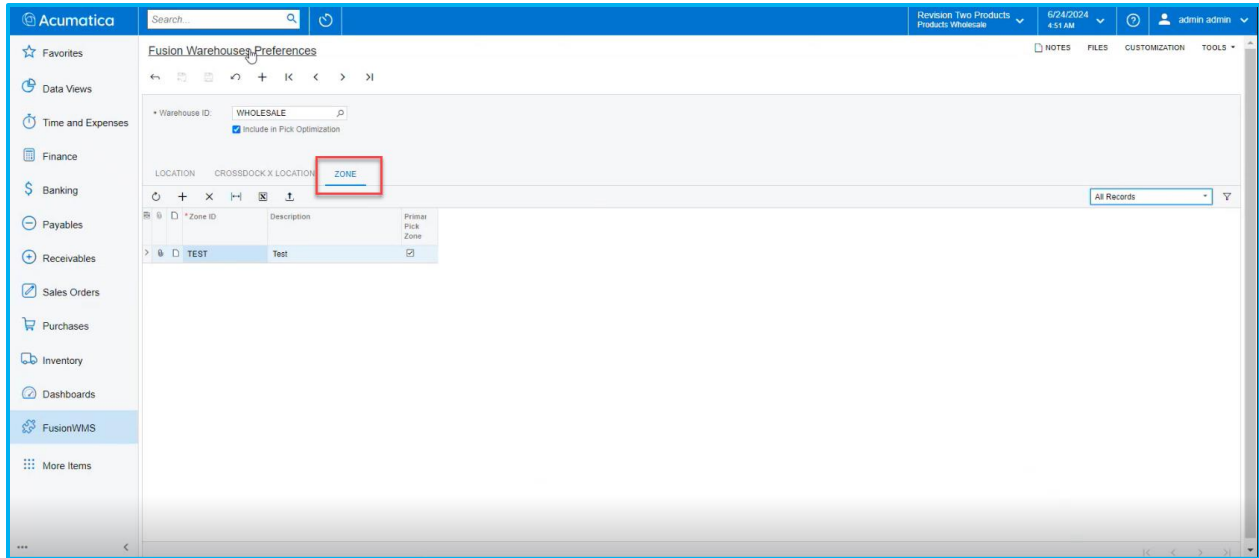 Acumatica
Search...
Revision Two Products
Products Wholesale
6/24/2024
4:51 AM
admin admin
Favorites
Data Views
Time and Expenses
Finance
Banking
Payables
Receivables
Sales Orders
Purchases
Inventory
Dashboards
FusionWMS
More Items
Fusion Warehouses Preferences
NOTES FILES CUSTOMIZATION TOOLS
* Warehouse ID: WHOLESALE
Include in Pick Optimization
LOCATION CROSSDOCK X LOCATION ZONE
All Records
* Zone ID Description Primar
Pick
Zone
TEST Test